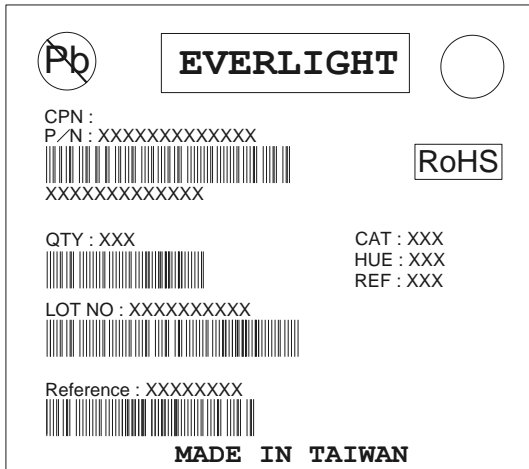 Pb
EVERLIGHT
CPN :
P/N : XXXXXXXXXXXXX
XXXXXXXXXXXXX
RoHS
QTY : XXX
CAT : XXX
HUE : XXX
REF : XXX
LOT NO : XXXXXXXXXX
Reference : XXXXXXXX
MADE IN TAIWAN